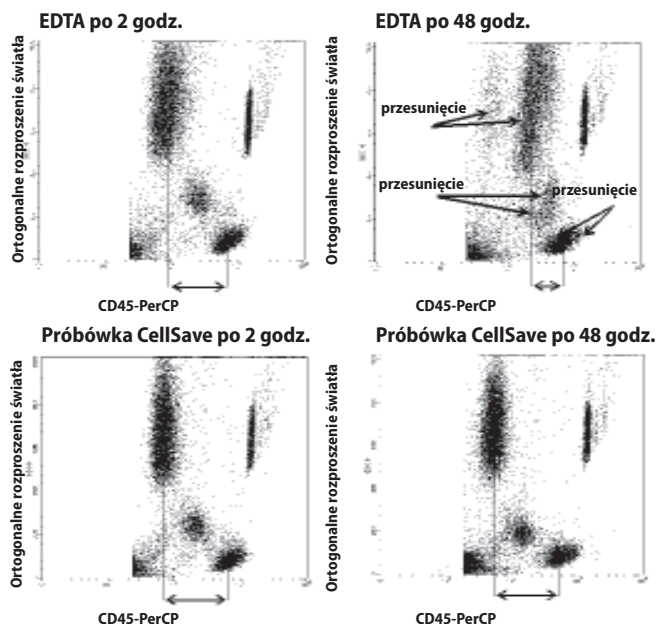 EDTA po 2 godz.
EDTA po 48 godz.
Ortogonalne rozproszenie światła
Ortogonalne rozproszenie światła
przesunięcie
przesunięcie
przesunięcie
CD45-PerCP
CD45-PerCP
Próbówka CellSave po 2 godz.
Próbówka CellSave po 48 godz.
Ortogonalne rozproszenie światła
Ortogonalne rozproszenie światła
CD45-PerCP
CD45-PerCP